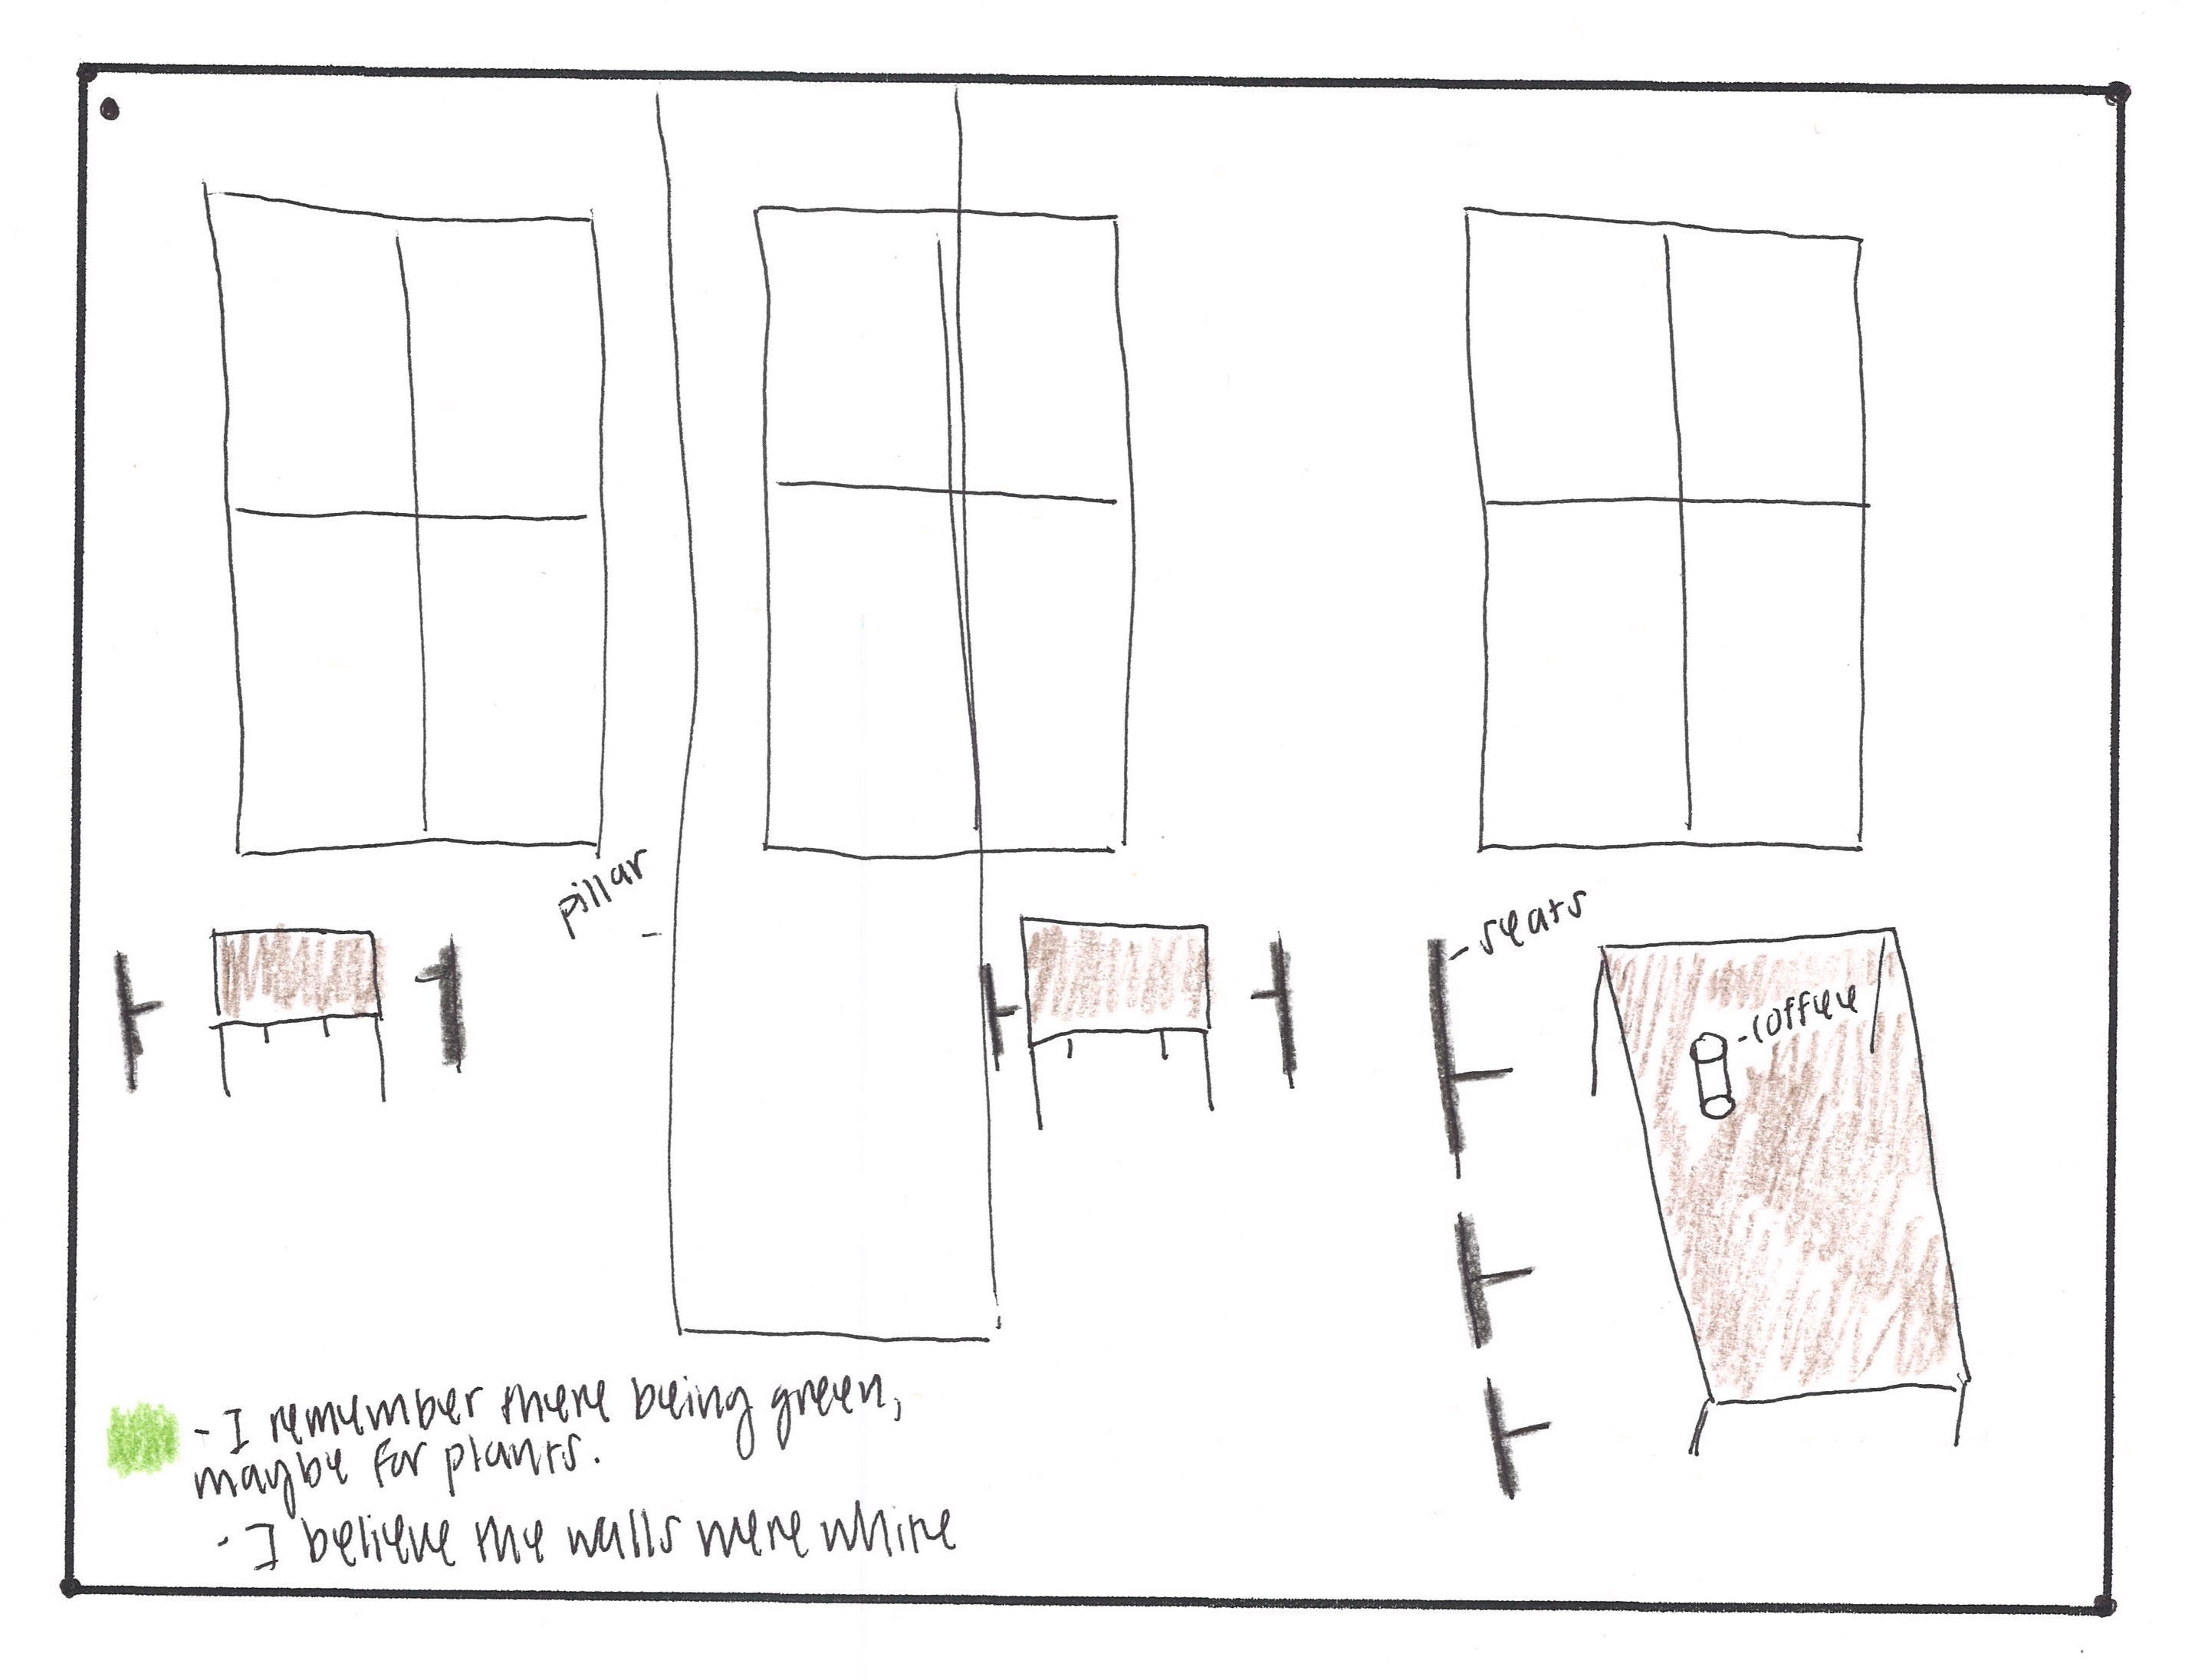 pillar
- seats
- coffee
- I remember there being green,
maybe for plants.
- I believe the walls were white